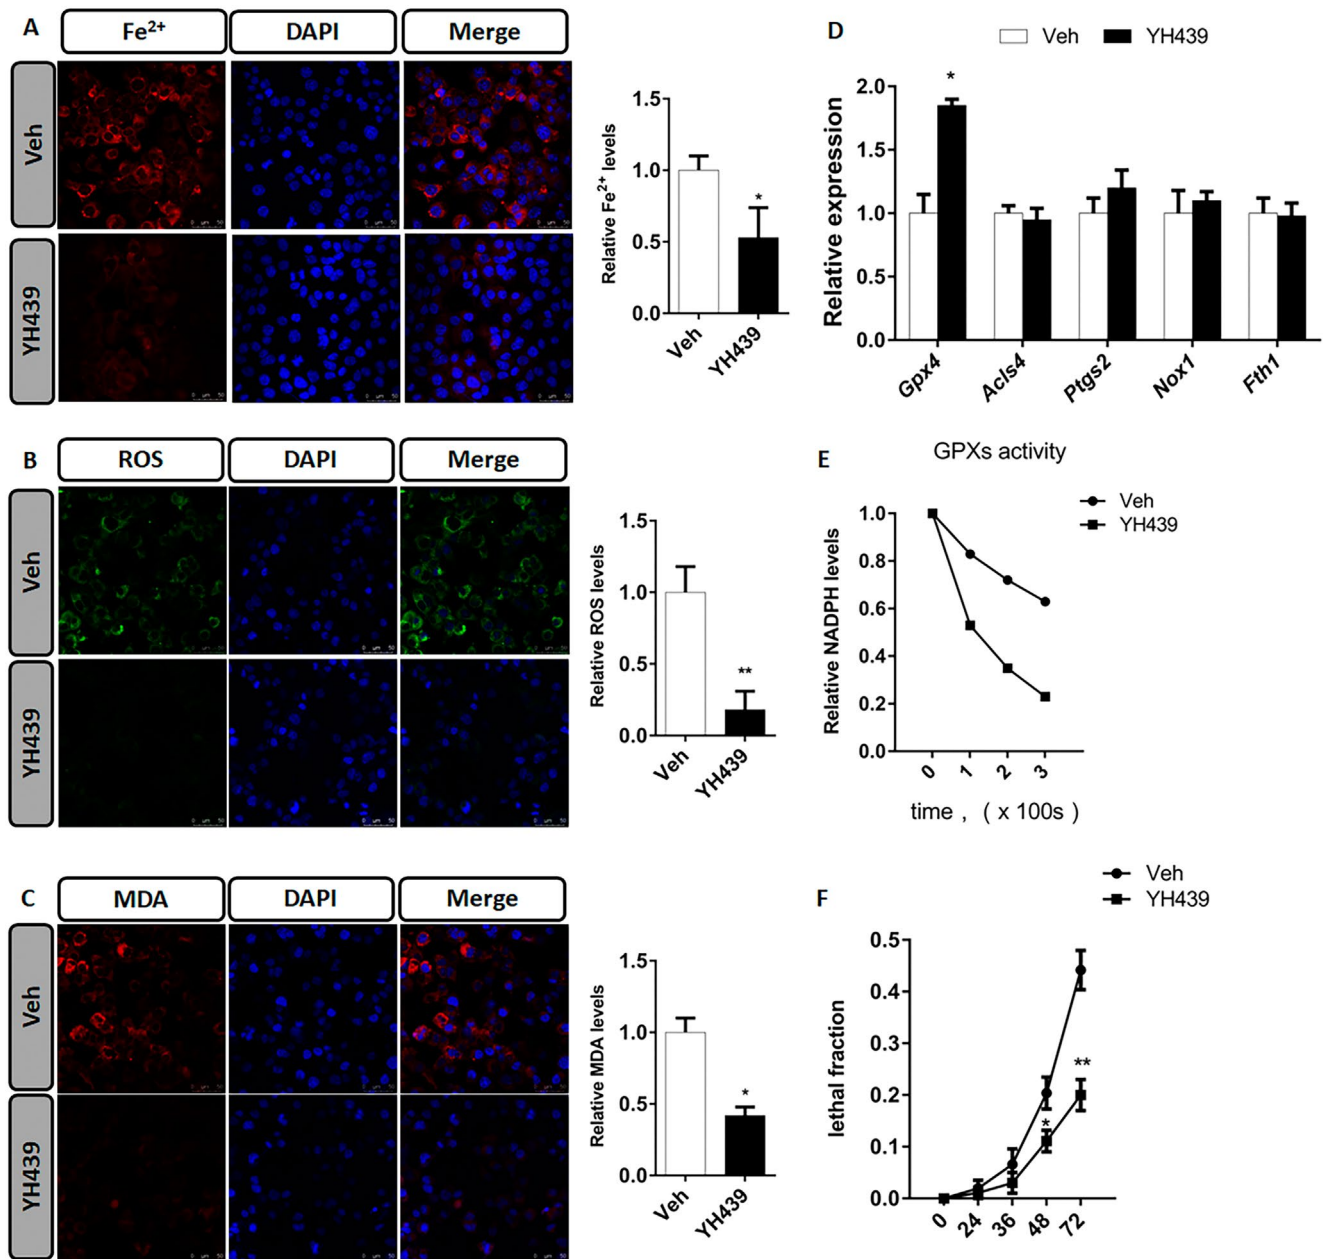 A
Fe²⁺ DAPI Merge
Veh
YH439
Relative Fe²⁺ levels
1.5
1.0
0.5
0.0
Veh YH439
*
B
ROS DAPI Merge
Veh
YH439
Relative ROS levels
1.5
1.0
0.5
0.0
Veh YH439
**
C
MDA DAPI Merge
Veh
YH439
Relative MDA levels
1.5
1.0
0.5
0.0
Veh YH439
*
D
Veh YH439
Relative expression
2.0
1.5
1.0
0.5
0.0
*
Gpx4 Acls4 Ptgs2 Nox1 Fth1
E
GPXs activity
Veh
YH439
Relative NADPH levels
1.0
0.8
0.6
0.4
0.2
0.0
0 1 2 3
time , ( x 100s )
F
Veh
YH439
lethal fraction
0.5
0.4
0.3
0.2
0.1
0.0
*
**
0 24 36 48 72